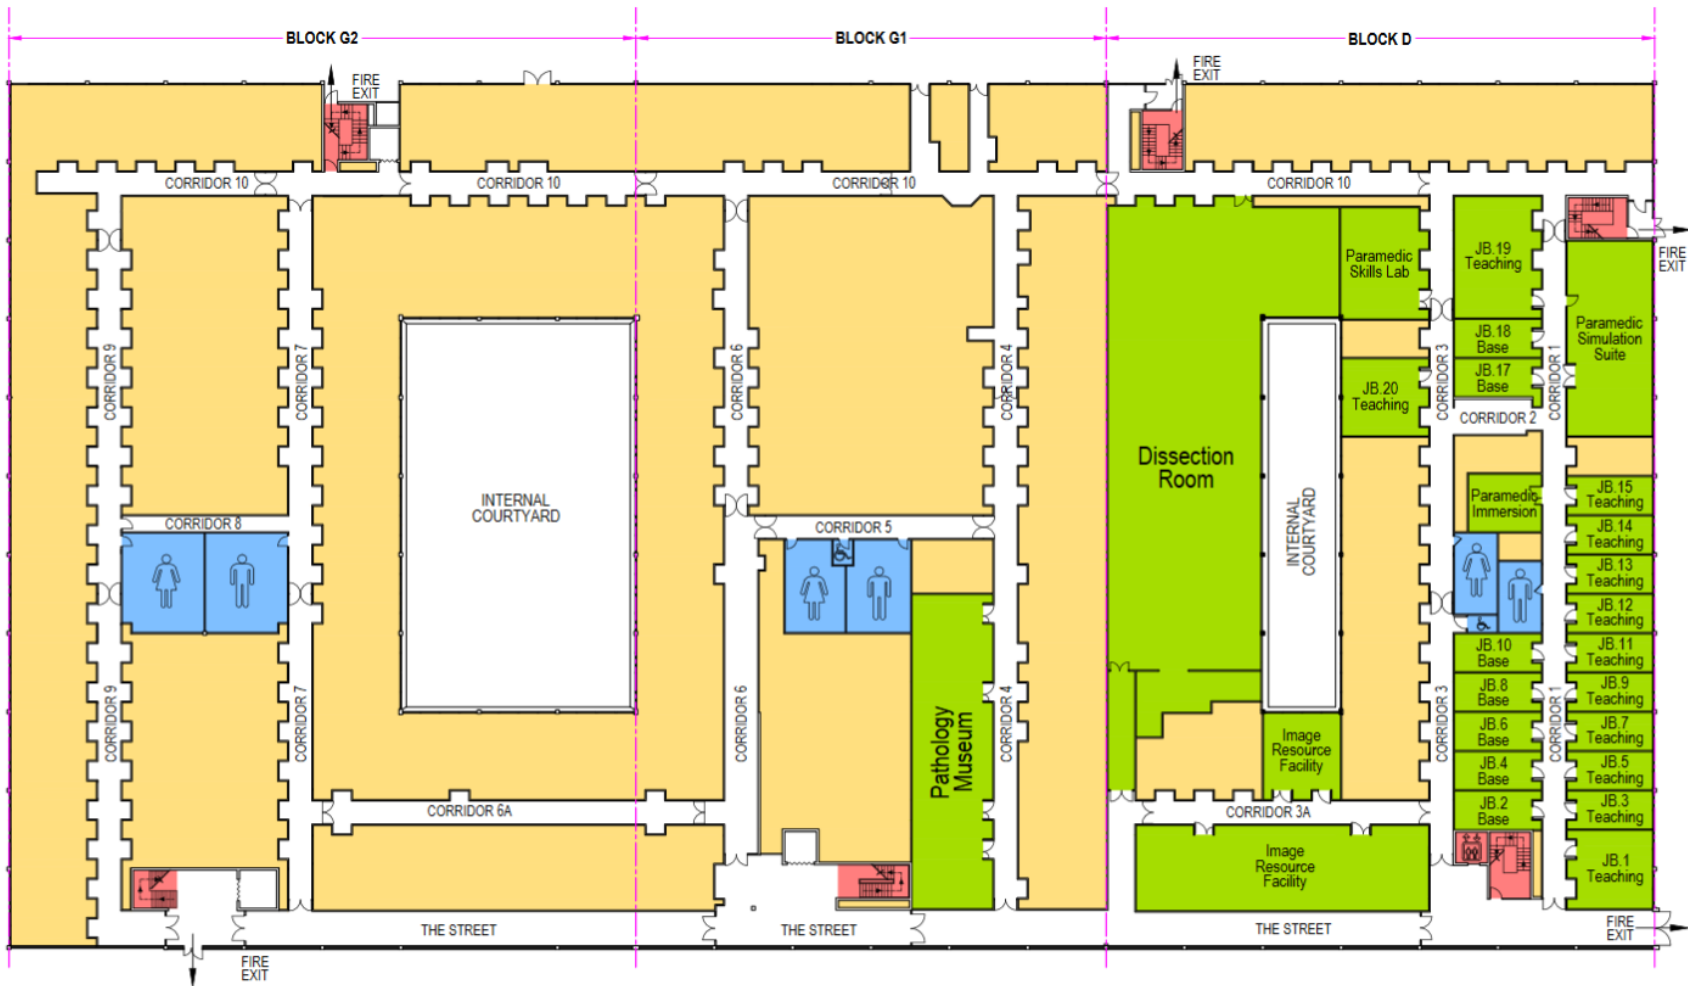 BLOCK G2
BLOCK G1
BLOCK D
FIRE
EXIT
FIRE
EXIT
CORRIDOR 10
CORRIDOR 10
CORRIDOR 10
CORRIDOR 10
JB.19
Teaching
FIRE
EXIT
Paramedic
Skills Lab
JB.18
Base
Paramedic
Simulation
Suite
CORRIDOR 9
CORRIDOR 7
CORRIDOR 6
CORRIDOR 4
CORRIDOR 3
CORRIDOR 1
JB.17
Base
JB.20
Teaching
CORRIDOR 2
Dissection
Room
INTERNAL
COURTYARD
INTERNAL
COURTYARD
Paramedic
Immersion
JB.15
Teaching
CORRIDOR 8
CORRIDOR 5
JB.14
Teaching
JB.13
Teaching
JB.12
Teaching
JB.10
Base
JB.11
Teaching
JB.8
Base
JB.9
Teaching
CORRIDOR 9
CORRIDOR 7
CORRIDOR 6
Pathology
Museum
CORRIDOR 4
Image
Resource
Facility
CORRIDOR 3
JB.6
Base
CORRIDOR 1
JB.7
Teaching
JB.4
Base
JB.5
Teaching
JB.2
Base
JB.3
Teaching
CORRIDOR 6A
CORRIDOR 3A
Image
Resource
Facility
JB.1
Teaching
THE STREET
THE STREET
THE STREET
FIRE
EXIT
FIRE
EXIT